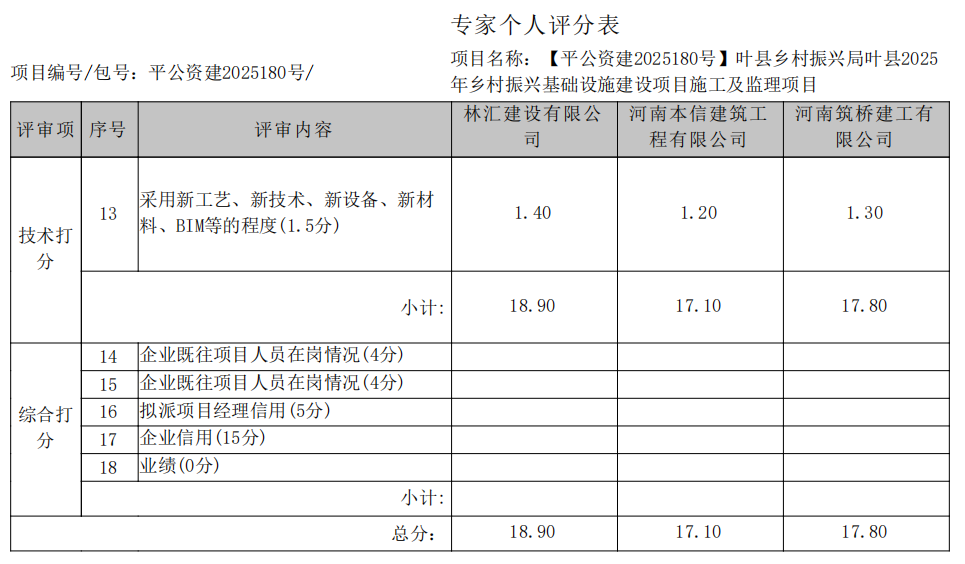 专家个人评分表
项目编号/包号: 平公资建2025180号/
项目名称: 【平公资建2025180号】叶县乡村振兴局叶县2025
年乡村振兴基础设施建设项目施工及监理项目
评审项 序号 评审内容 林汇建设有限公 河南本信建筑工 河南筑桥建工有
司 程有限公司 限公司
技术打
分
13 采用新工艺、新技术、新设备、新材 1.40 1.20 1.30
料、BIM等的程度(1.5分)
小计: 18.90 17.10 17.80
综合打
分
14 企业既往项目人员在岗情况(4分)
15 企业既往项目人员在岗情况(4分)
16 拟派项目经理信用(5分)
17 企业信用(15分)
18 业绩(0分)
小计:
总分: 18.90 17.10 17.80